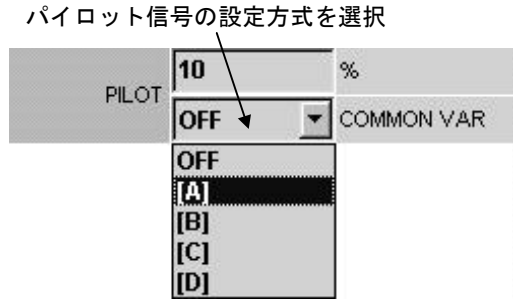 パイロット信号の設定方式を選択
10 %
PILOT
OFF COMMON VAR
OFF
[A]
[B]
[C]
[D]